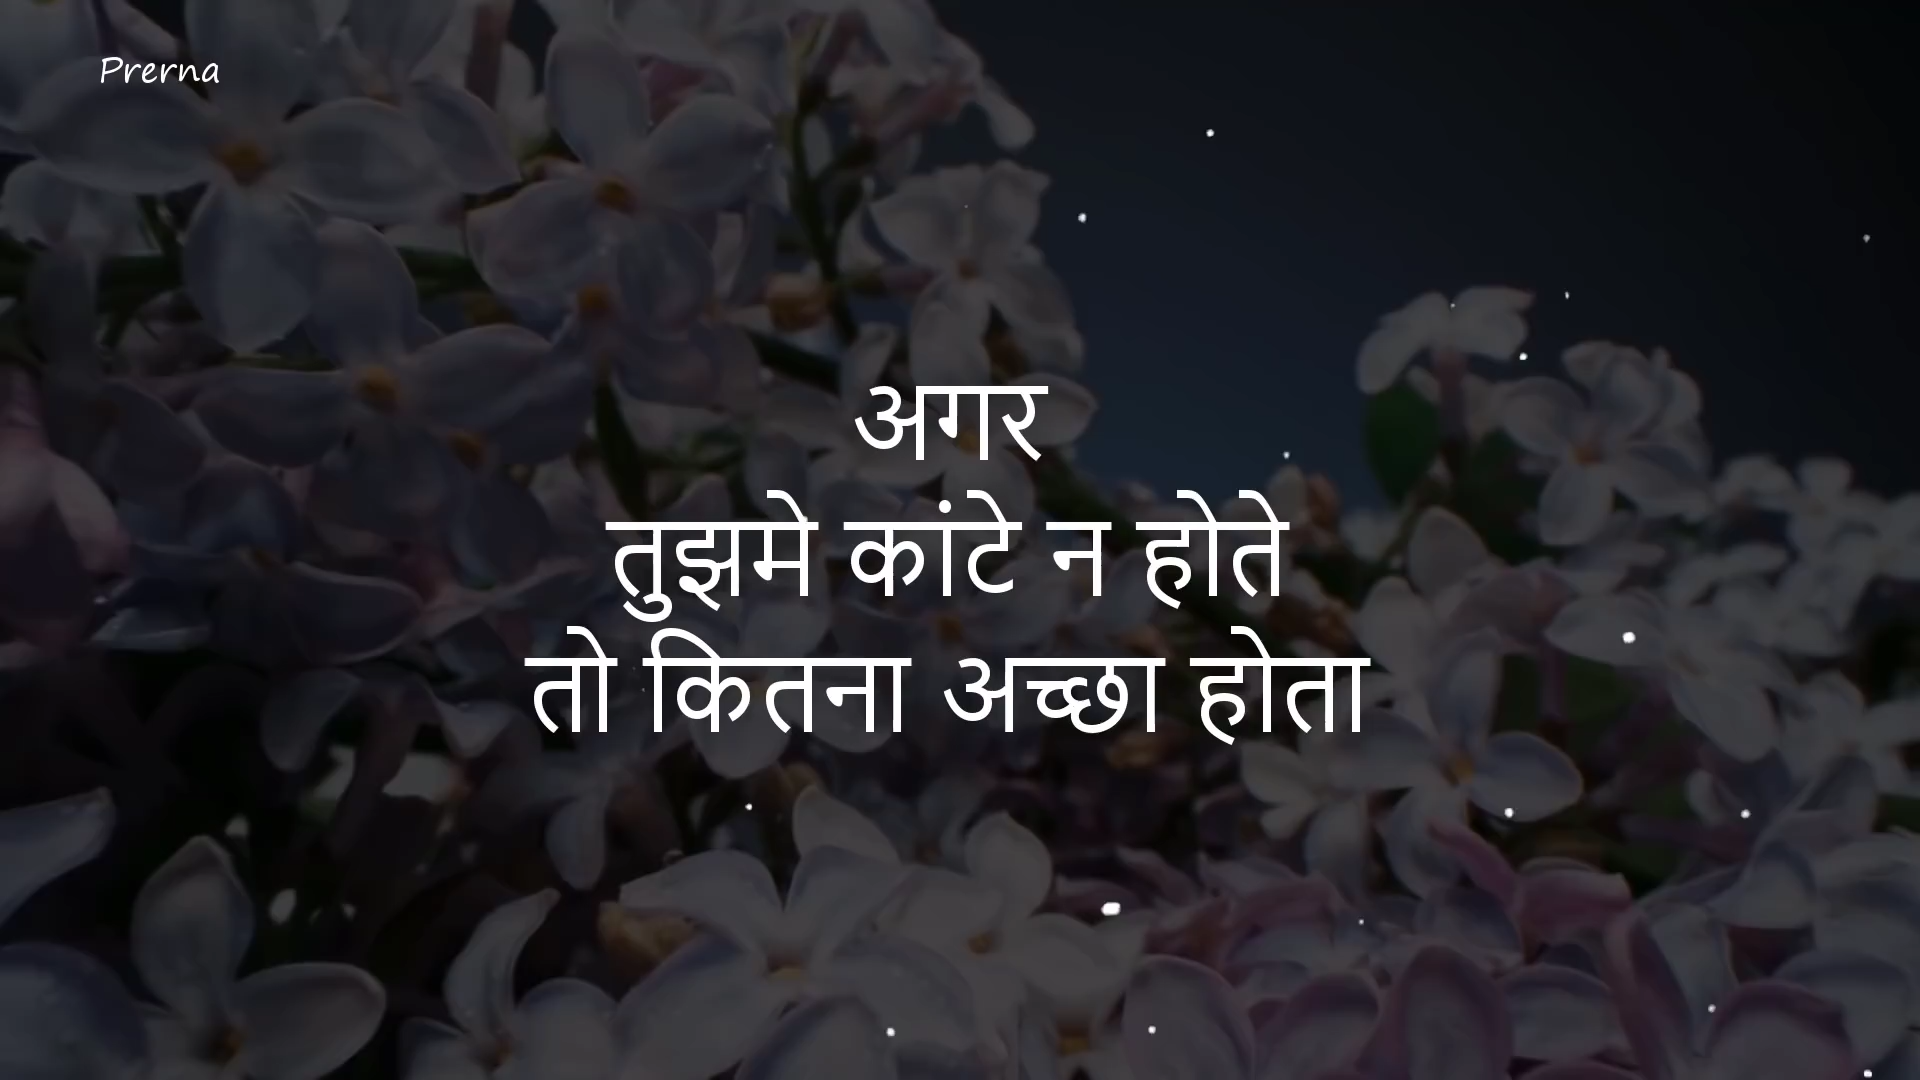 Prerna
अगर
तुझमे कांटे न होते
तो कितना अच्छा होता